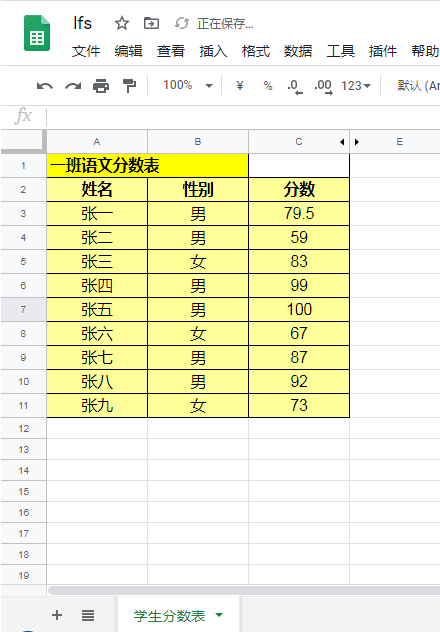 lfs
正在保存...
文件 编辑 查看 插入 格式 数据 工具 插件 帮助
100% ¥ % .0 .00 123 默认 (Ar
fx
A B C E
1 一班语文分数表
2 姓名 性别 分数
3 张一 男 79.5
4 张二 男 59
5 张三 女 83
6 张四 男 99
7 张五 男 100
8 张六 女 67
9 张七 男 87
10 张八 男 92
11 张九 女 73
12
13
14
15
16
17
18
19
学生分数表